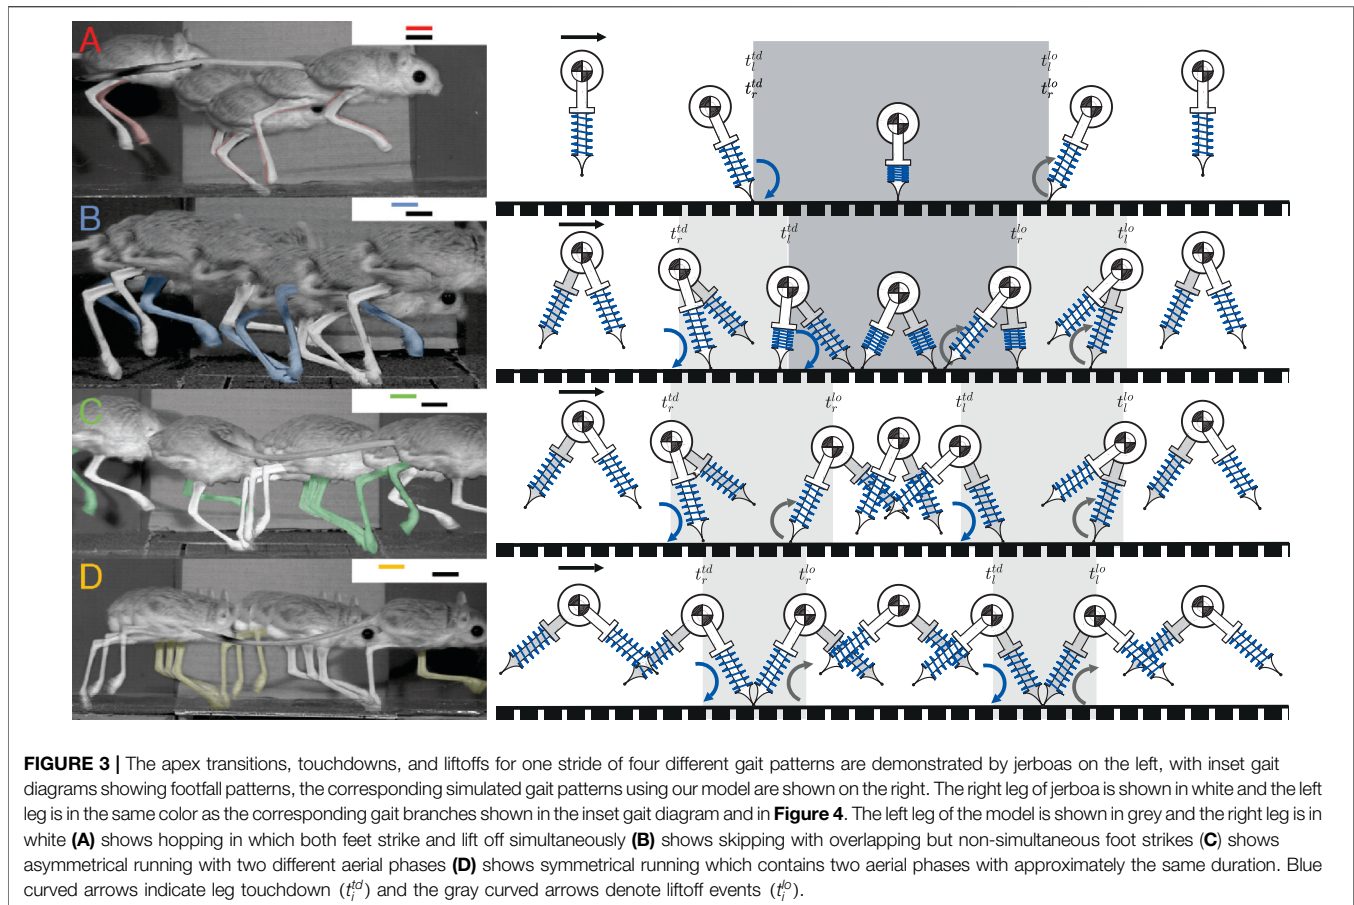 A
t_l^{td}
t_r^{td}
t_l^{lo}
t_r^{lo}
B
t_r^{td}
t_l^{td}
t_r^{lo}
t_l^{lo}
C
t_r^{td}
t_r^{lo}
t_l^{td}
t_l^{lo}
D
t_r^{td}
t_r^{lo}
t_l^{td}
t_l^{lo}
FIGURE 3 | The apex transitions, touchdowns, and liftoffs for one stride of four different gait patterns are demonstrated by jerboas on the left, with inset gait
diagrams showing footfall patterns, the corresponding simulated gait patterns using our model are shown on the right. The right leg of jerboa is shown in white and the left
leg is in the same color as the corresponding gait branches shown in the inset gait diagram and in Figure 4. The left leg of the model is shown in grey and the right leg is in
white (A) shows hopping in which both feet strike and lift off simultaneously (B) shows skipping with overlapping but non-simultaneous foot strikes (C) shows
asymmetrical running with two different aerial phases (D) shows symmetrical running which contains two aerial phases with approximately the same duration. Blue
curved arrows indicate leg touchdown (t_i^{td}) and the gray curved arrows denote liftoff events (t_i^{lo}).